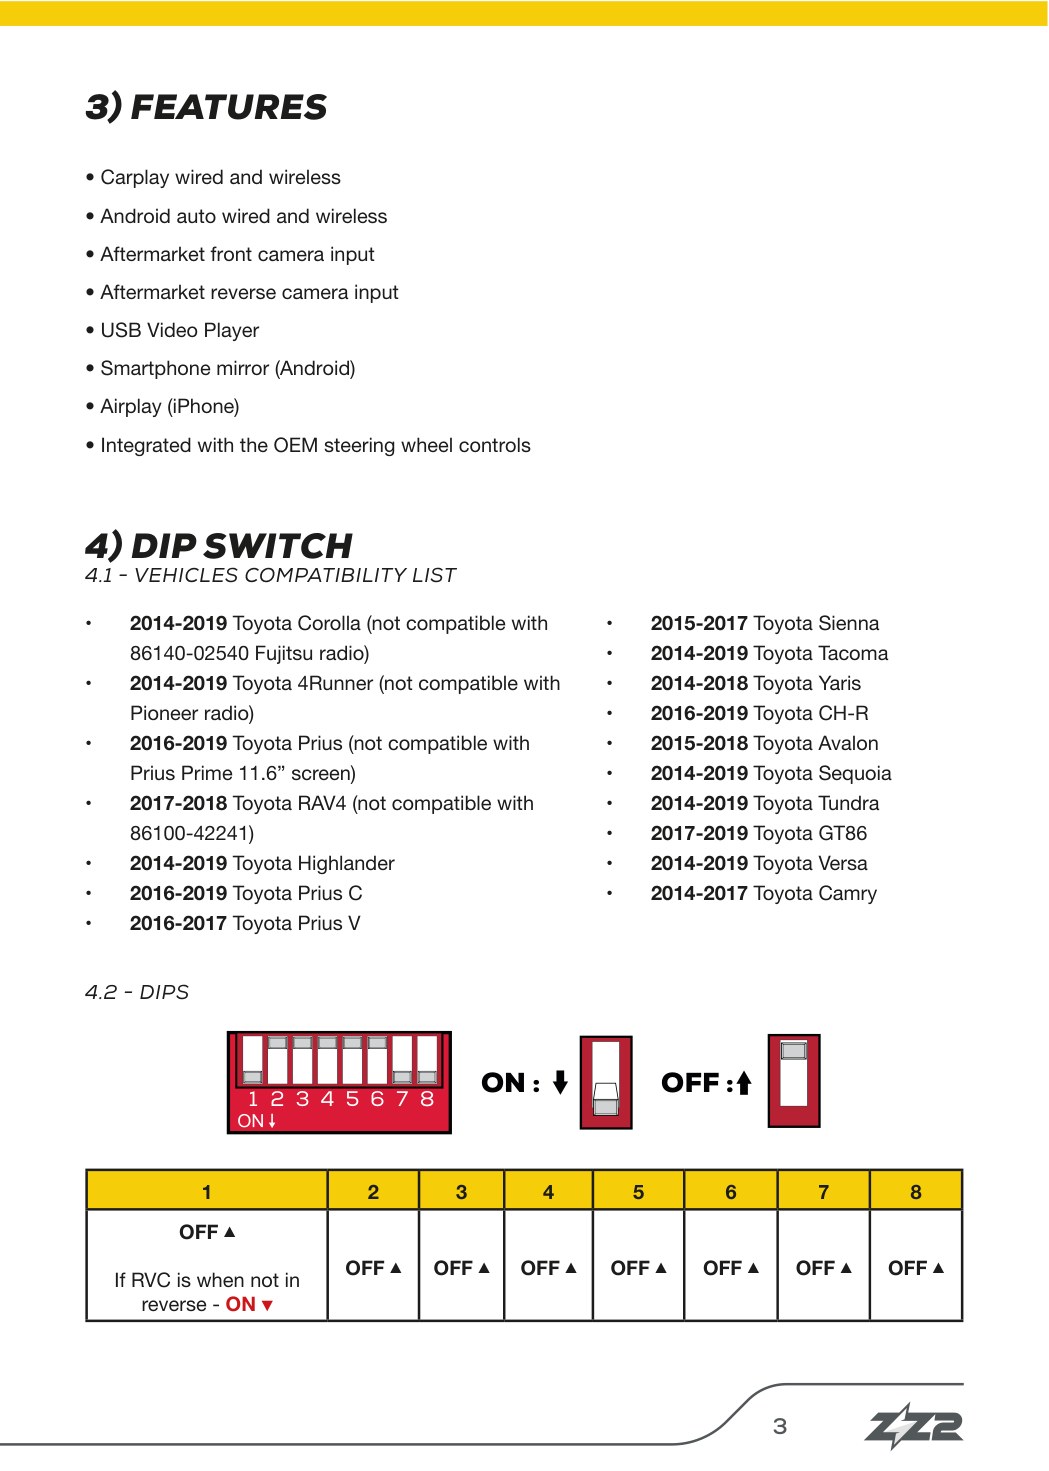 3) FEATURES
• Carplay wired and wireless
• Android auto wired and wireless
• Aftermarket front camera input
• Aftermarket reverse camera input
• USB Video Player
• Smartphone mirror (Android)
• Airplay (iPhone)
• Integrated with the OEM steering wheel controls
4) DIP SWITCH
4.1 - VEHICLES COMPATIBILITY LIST
• 2014-2019 Toyota Corolla (not compatible with
86140-02540 Fujitsu radio)
• 2014-2019 Toyota 4Runner (not compatible with
Pioneer radio)
• 2016-2019 Toyota Prius (not compatible with
Prius Prime 11.6” screen)
• 2017-2018 Toyota RAV4 (not compatible with
86100-42241)
• 2014-2019 Toyota Highlander
• 2016-2019 Toyota Prius C
• 2016-2017 Toyota Prius V
• 2015-2017 Toyota Sienna
• 2014-2019 Toyota Tacoma
• 2014-2018 Toyota Yaris
• 2016-2019 Toyota CH-R
• 2015-2018 Toyota Avalon
• 2014-2019 Toyota Sequoia
• 2014-2019 Toyota Tundra
• 2017-2019 Toyota GT86
• 2014-2019 Toyota Versa
• 2014-2017 Toyota Camry
4.2 - DIPS
1 2 3 4 5 6 7 8
ON ↓
ON : ⬇
OFF : ⬆
1 2 3 4 5 6 7 8
OFF ▲
If RVC is when not in
reverse - ON ▼
OFF ▲ OFF ▲ OFF ▲ OFF ▲ OFF ▲ OFF ▲ OFF ▲
3
ZZ2